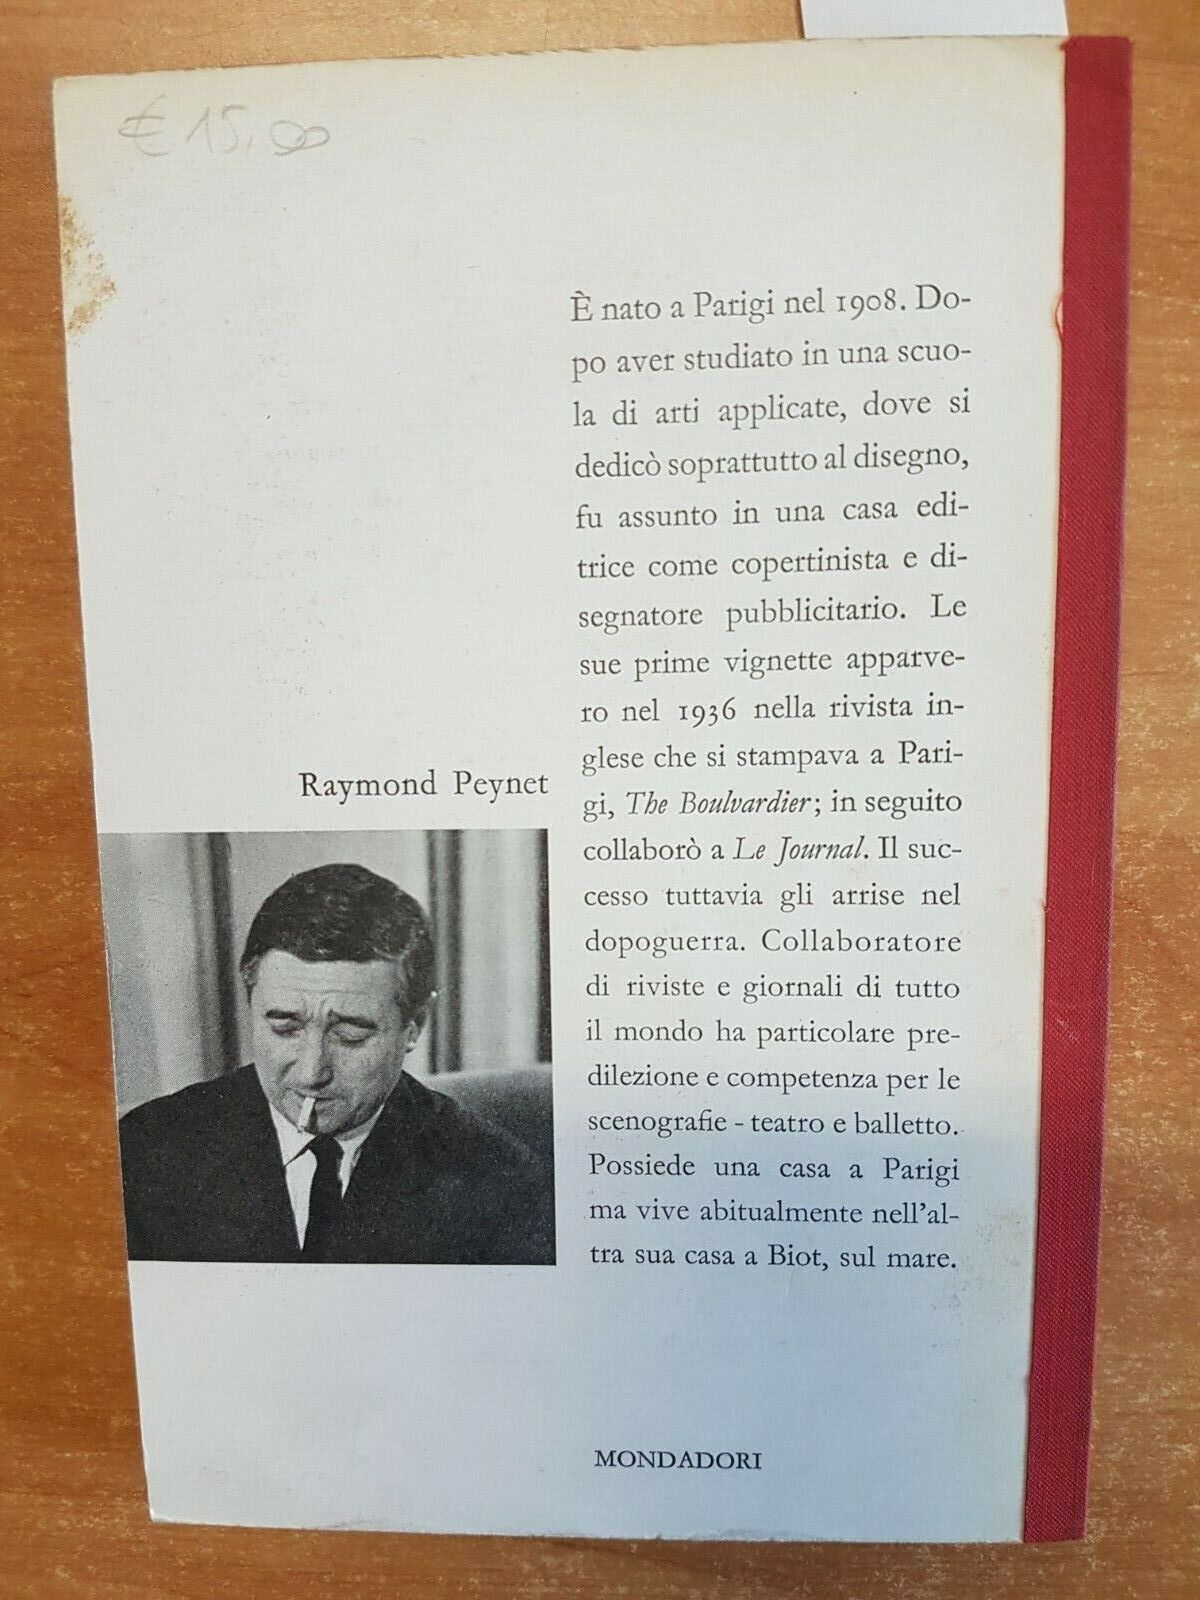 € 15,00
È nato a Parigi nel 1908. Do-
po aver studiato in una scuo-
la di arti applicate, dove si
dedicò soprattutto al disegno,
fu assunto in una casa edi-
trice come copertinista e di-
segnatore pubblicitario. Le
sue prime vignette apparve-
ro nel 1936 nella rivista in-
glese che si stampava a Pari-
gi, The Boulvardier; in seguito
collaborò a Le Journal. Il suc-
cesso tuttavia gli arrise nel
dopoguerra. Collaboratore
di riviste e giornali di tutto
il mondo ha particolare pre-
dilezione e competenza per le
scenografie - teatro e balletto.
Possiede una casa a Parigi
ma vive abitualmente nell'al-
tra sua casa a Biot, sul mare.
Raymond Peynet
MONDADORI